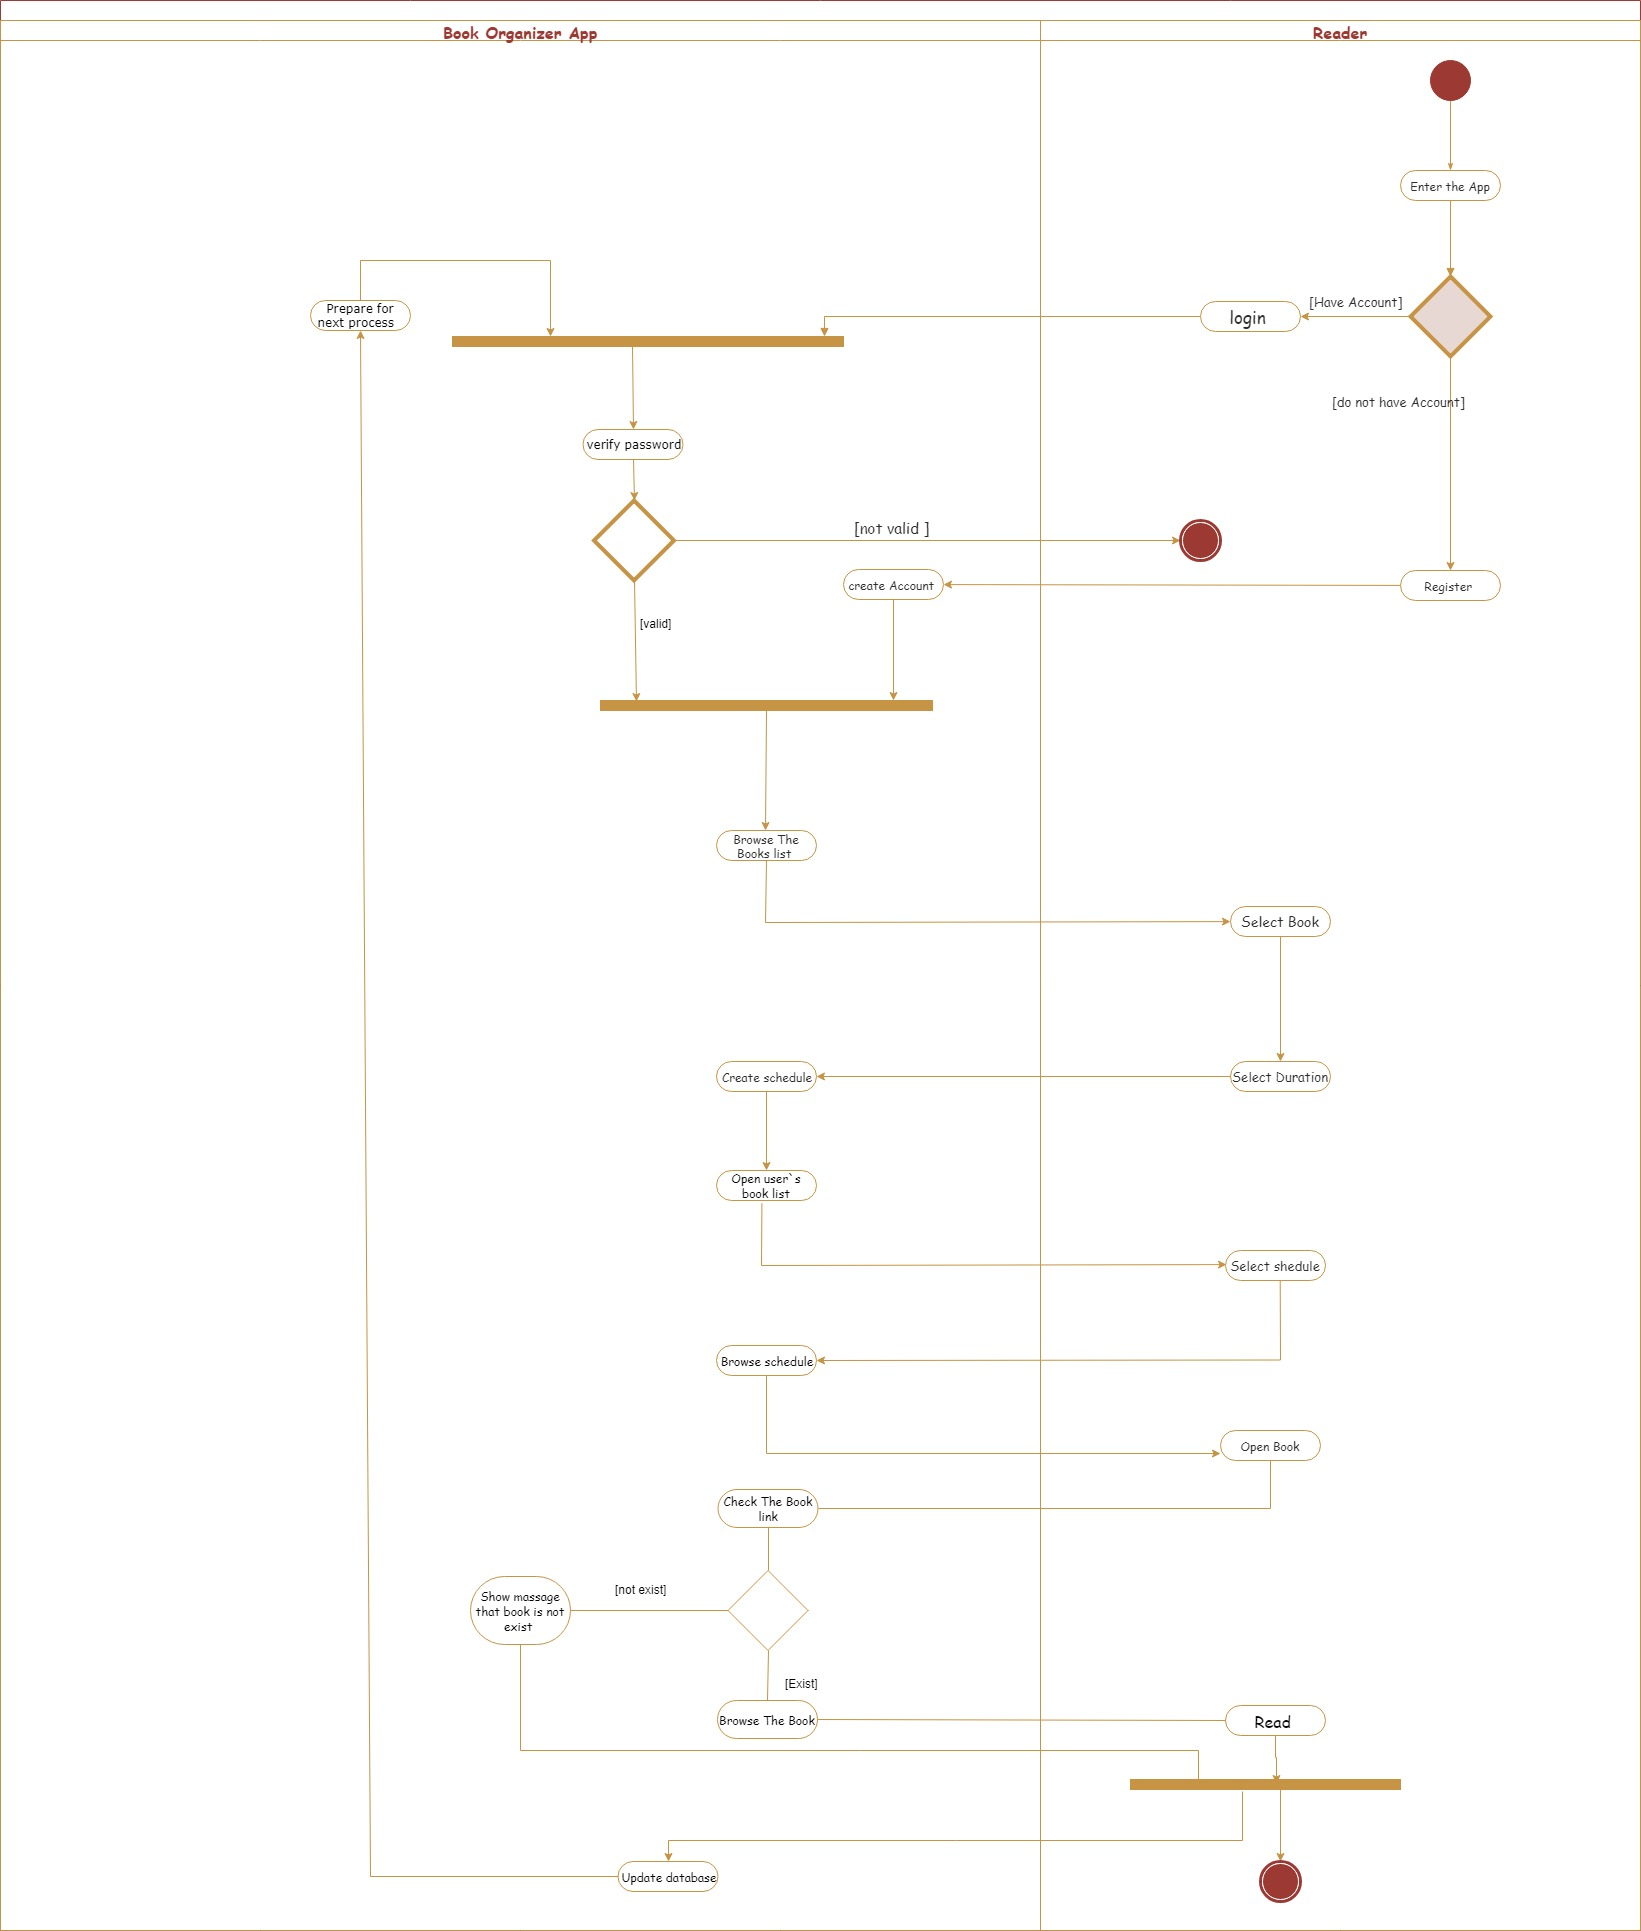 Book Organizer App
Reader
Enter the App
Prepare for
next process
login
[Have Account]
[do not have Account]
verify password
[not valid ]
create Account
Register
[valid]
Browse The
Books list
Select Book
Create schedule
Select Duration
Open user`s
book list
Select shedule
Browse schedule
Open Book
Check The Book
link
[not exist]
Show massage
that book is not
exist
[Exist]
Browse The Book
Read
Update database